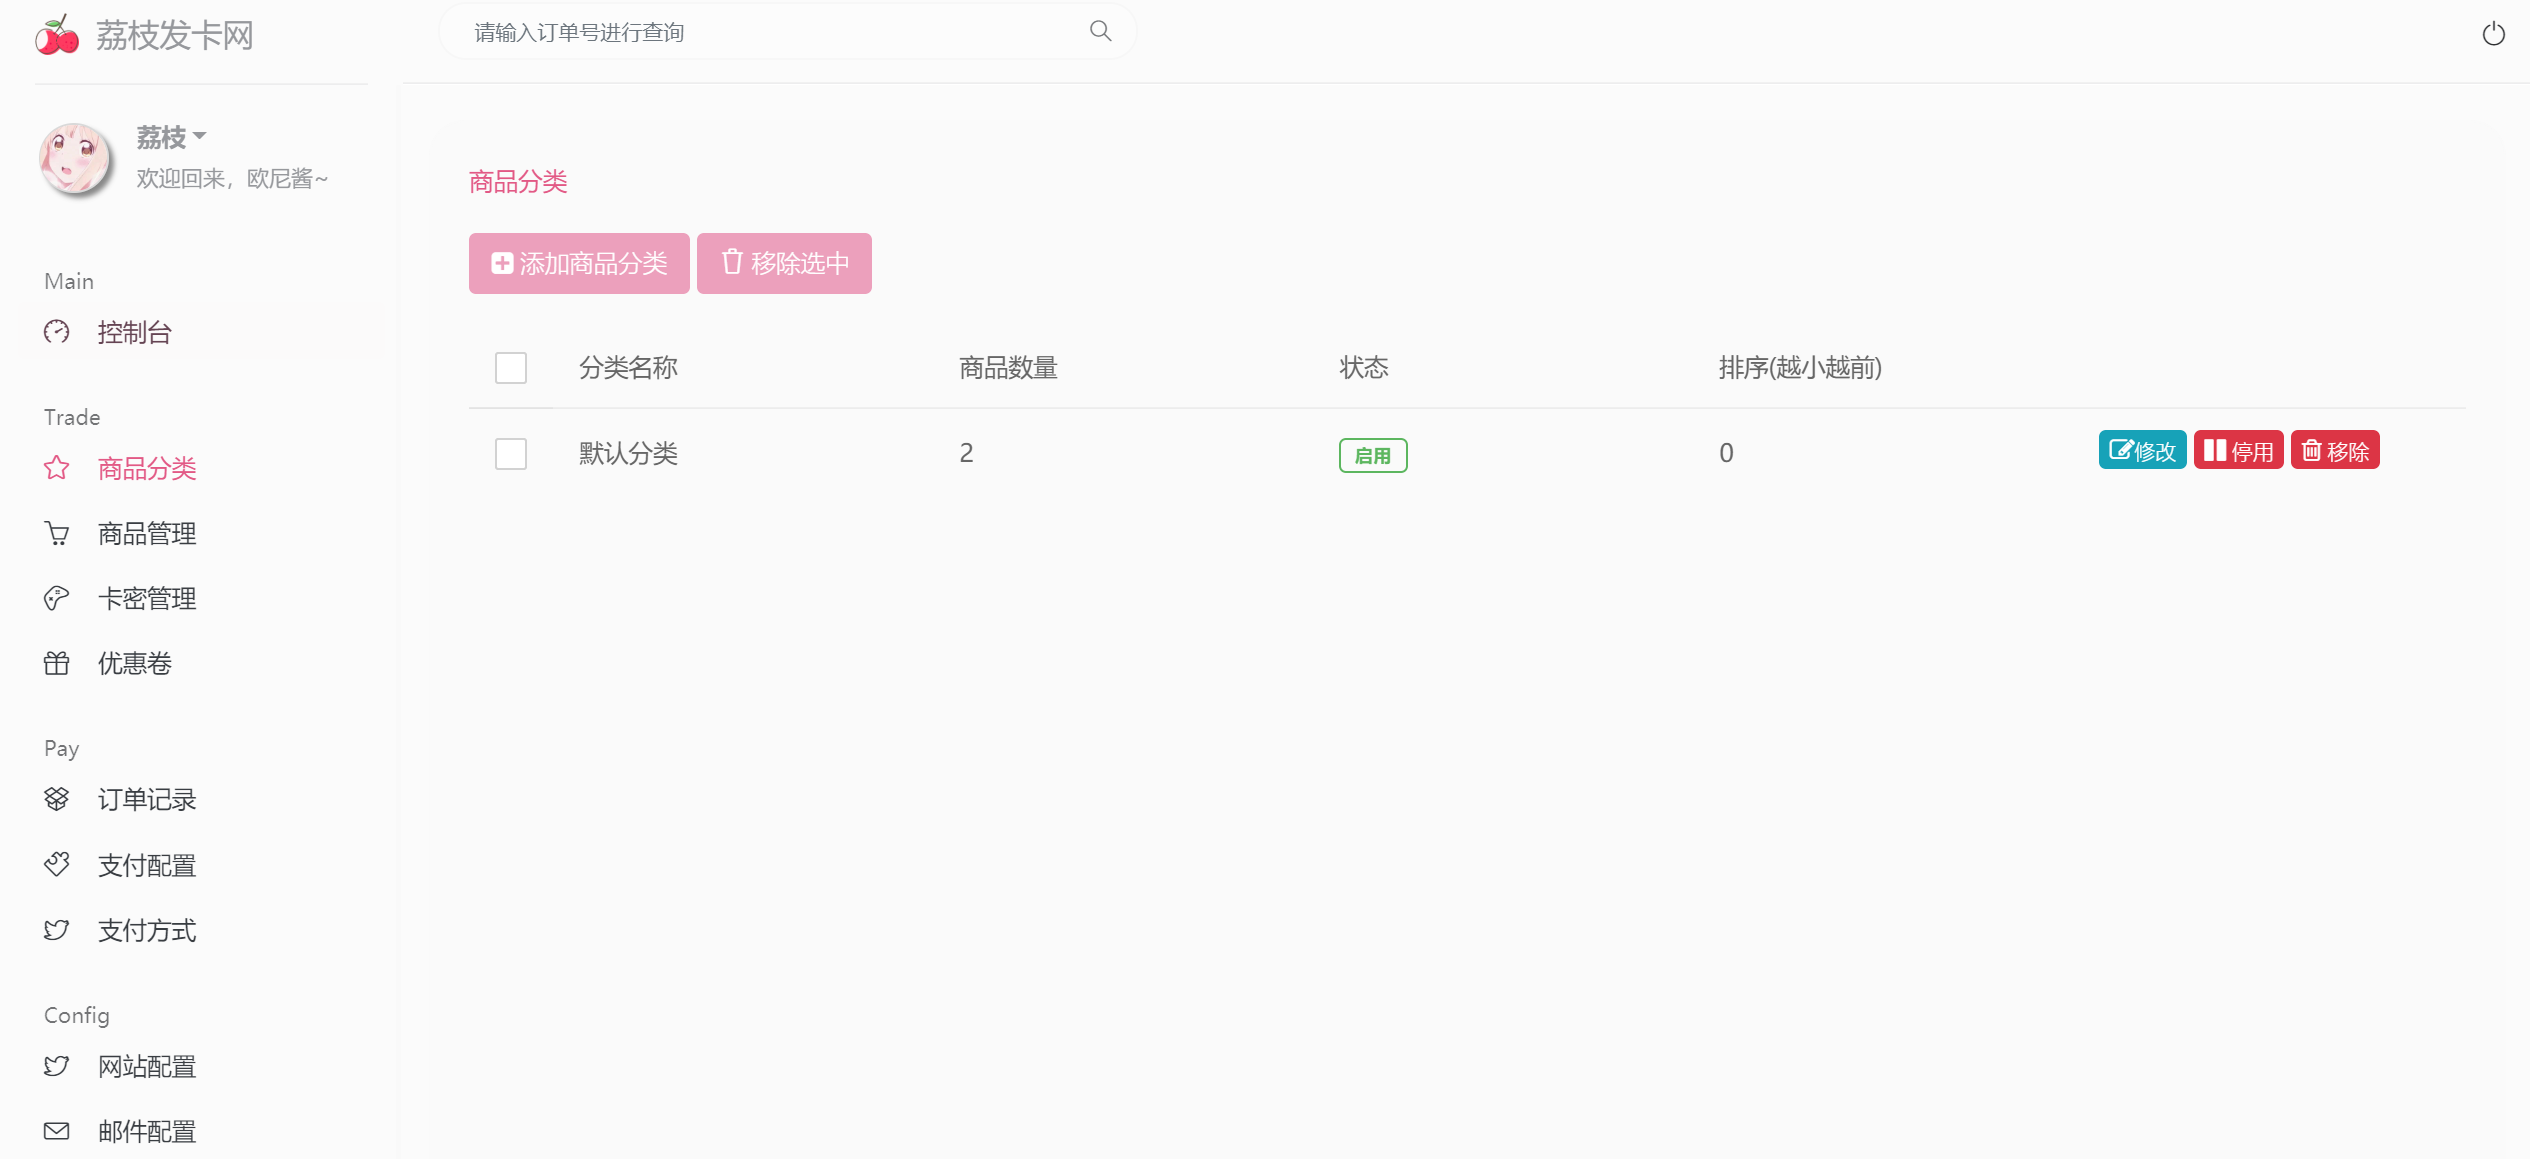 荔枝发卡网
请输入订单号进行查询
荔枝
欢迎回来，欧尼酱~
Main
控制台
Trade
商品分类
商品管理
卡密管理
优惠卷
Pay
订单记录
支付配置
支付方式
Config
网站配置
邮件配置
商品分类
添加商品分类 移除选中
分类名称 商品数量 状态 排序(越小越前)
默认分类 2 启用 0 修改 停用 移除